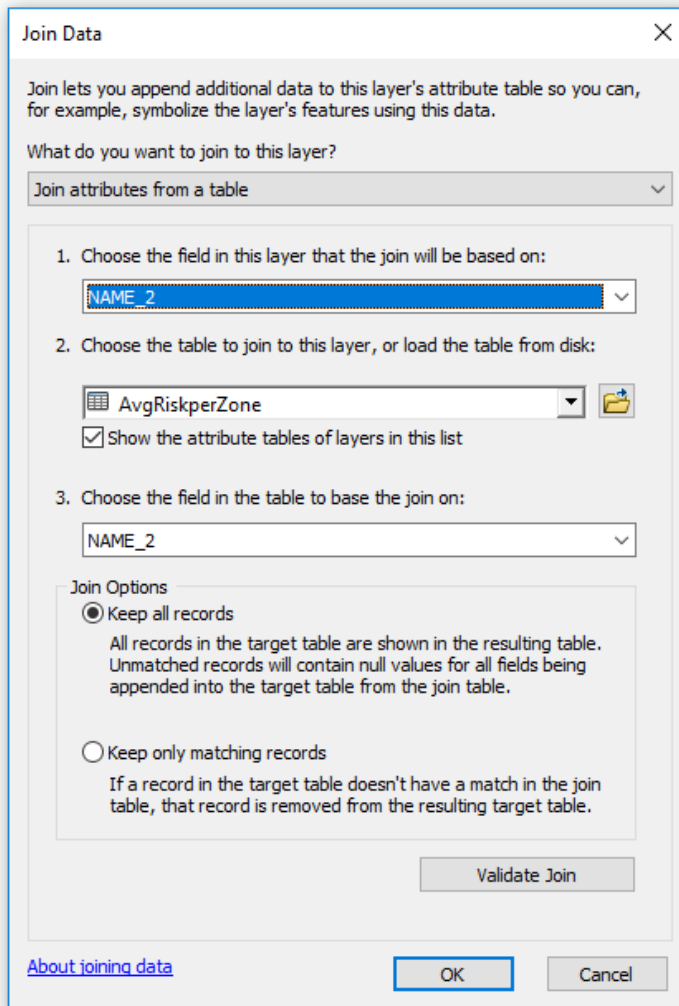 Join Data
Join lets you append additional data to this layer's attribute table so you can,
for example, symbolize the layer's features using this data.
What do you want to join to this layer?
Join attributes from a table
1. Choose the field in this layer that the join will be based on:
NAME_2
2. Choose the table to join to this layer, or load the table from disk:
AvgRiskperZone
Show the attribute tables of layers in this list
3. Choose the field in the table to base the join on:
NAME_2
Join Options
Keep all records
All records in the target table are shown in the resulting table.
Unmatched records will contain null values for all fields being
appended into the target table from the join table.
Keep only matching records
If a record in the target table doesn't have a match in the join
table, that record is removed from the resulting target table.
Validate Join
About joining data
OK
Cancel